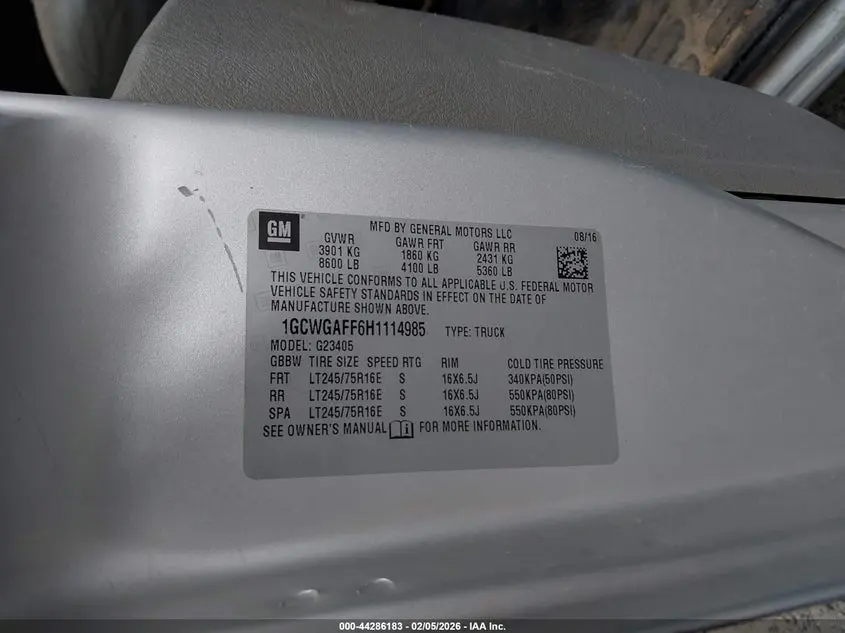 GM
MFD BY GENERAL MOTORS LLC 08/16
GVWR GAWR FRT GAWR RR
3901 KG 1860 KG 2431 KG
8600 LB 4100 LB 5360 LB
THIS VEHICLE CONFORMS TO ALL APPLICABLE U.S. FEDERAL MOTOR
VEHICLE SAFETY STANDARDS IN EFFECT ON THE DATE OF
MANUFACTURE SHOWN ABOVE.
1GCWGAFF6H1114985 TYPE: TRUCK
MODEL: G23405
GBBW TIRE SIZE SPEED RTG RIM COLD TIRE PRESSURE
FRT LT245/75R16E S 16X6.5J 340KPA(50PSI)
RR LT245/75R16E S 16X6.5J 550KPA(80PSI)
SPA LT245/75R16E S 16X6.5J 550KPA(80PSI)
SEE OWNER'S MANUAL FOR MORE INFORMATION.
000-44286183 - 02/05/2026 - IAA Inc.